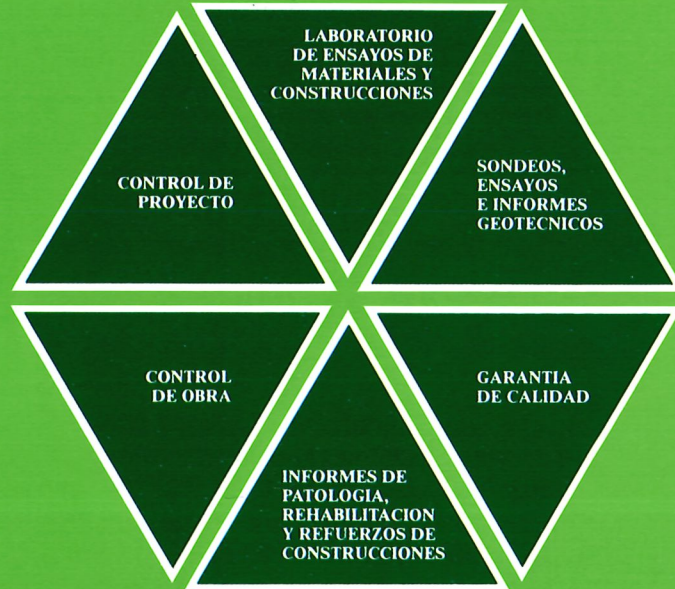 LABORATORIO
DE ENSAYOS DE
MATERIALES Y
CONSTRUCCIONES
CONTROL DE
PROYECTO
SONDEOS,
ENSAYOS
E INFORMES
GEOTECNICOS
CONTROL
DE OBRA
INFORMES DE
PATOLOGIA,
REHABILITACION
Y REFUERZOS DE
CONSTRUCCIONES
GARANTIA
DE CALIDAD